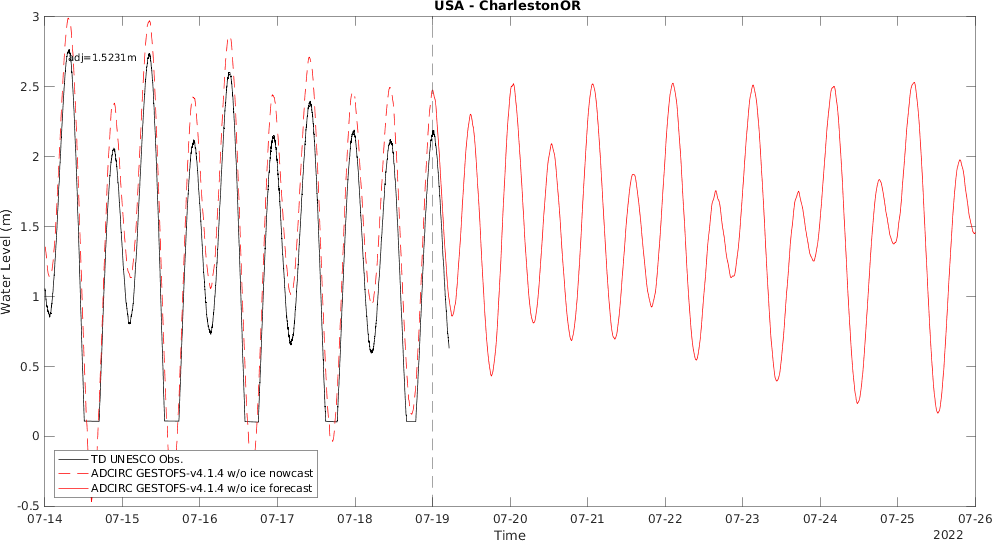 USA - CharlestonOR
adj=1.5231m
Water Level (m)
3
2.5
2
1.5
1
0.5
0
-0.5
TD UNESCO Obs.
ADCIRC GESTOFS-v4.1.4 w/o ice nowcast
ADCIRC GESTOFS-v4.1.4 w/o ice forecast
07-14 07-15 07-16 07-17 07-18 07-19 07-20 07-21 07-22 07-23 07-24 07-25 07-26
Time
2022